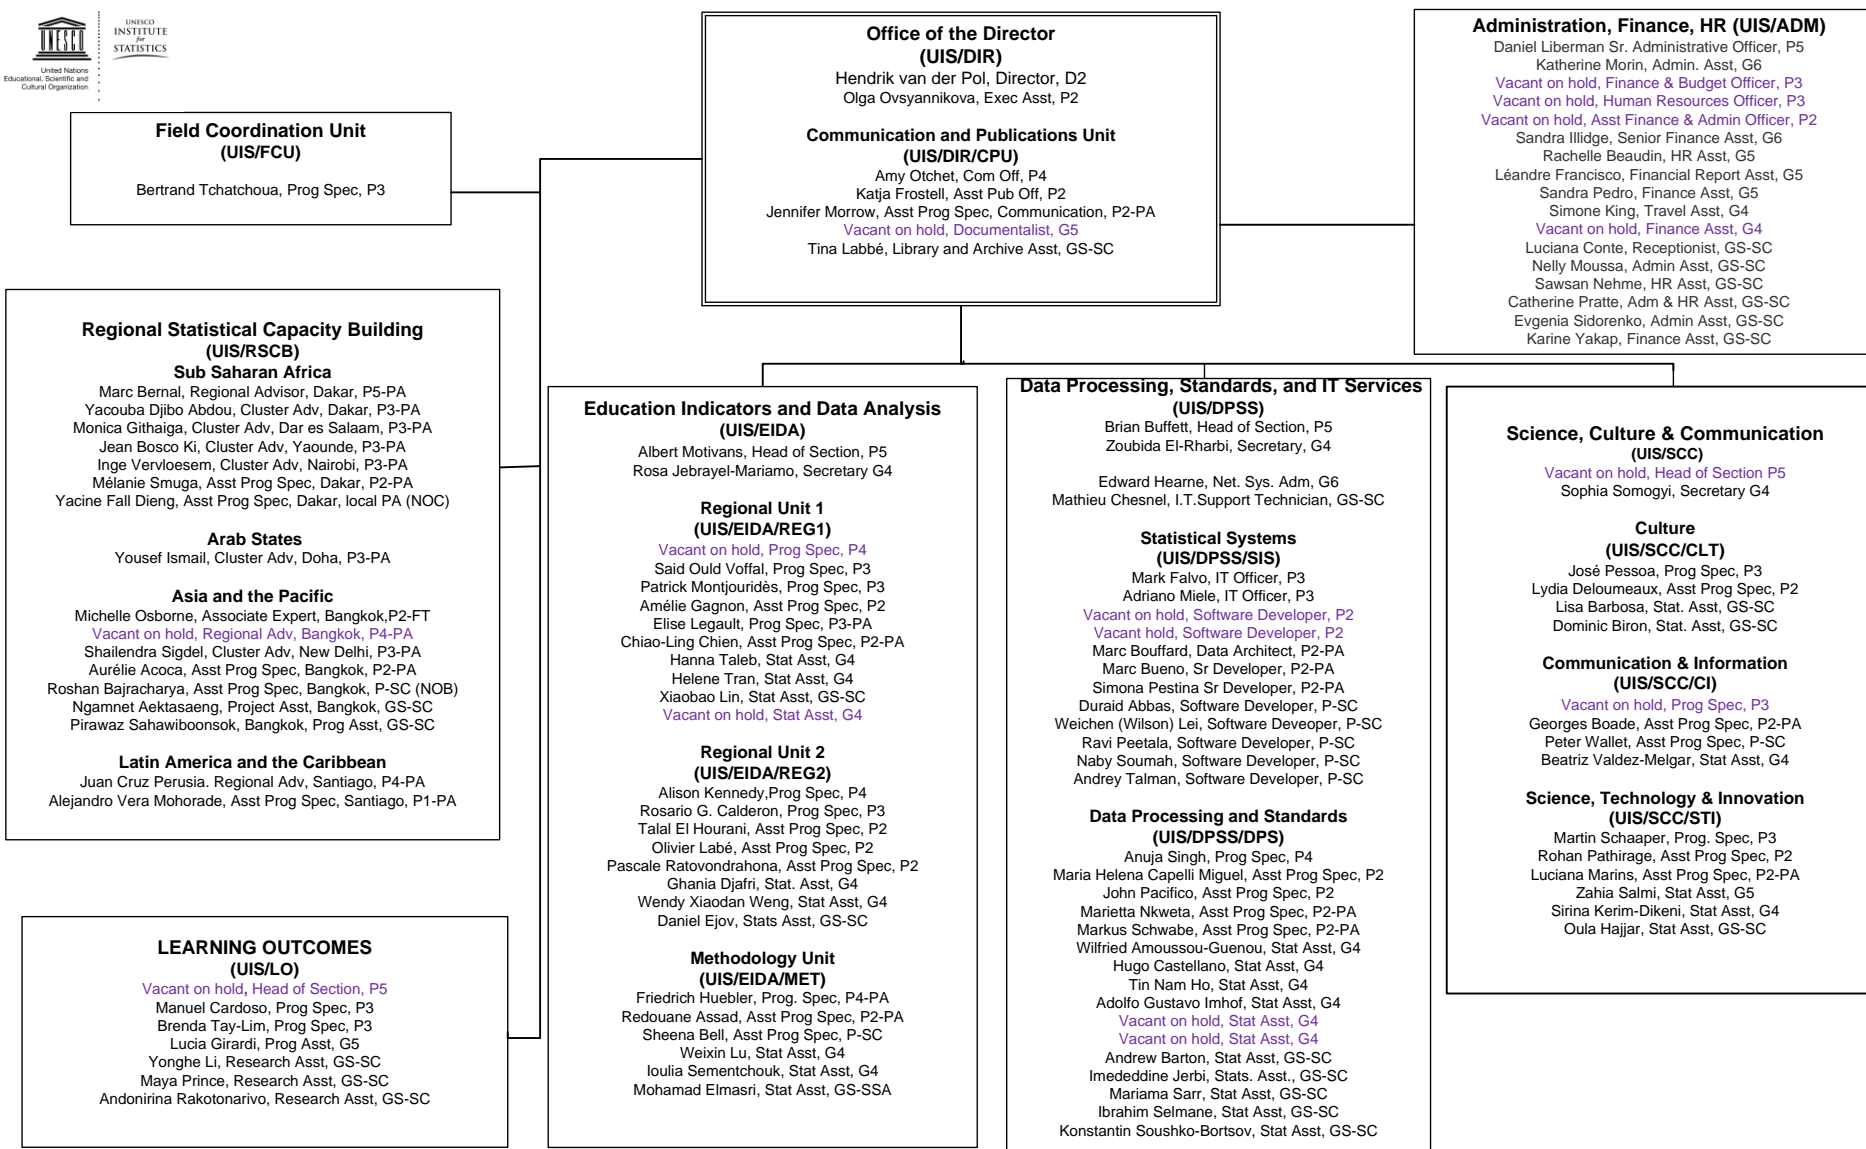 UNESCO
United Nations
Educational, Scientific and
Cultural Organization
UNESCO
INSTITUTE
for
STATISTICS
Office of the Director
(UIS/DIR)
Hendrik van der Pol, Director, D2
Olga Ovsyannikova, Exec Asst, P2
Communication and Publications Unit
(UIS/DIR/CPU)
Amy Otchet, Com Off, P4
Katja Frostell, Asst Pub Off, P2
Jennifer Morrow, Asst Prog Spec, Communication, P2-PA
Vacant on hold, Documentalist, G5
Tina Labbé, Library and Archive Asst, GS-SC
Administration, Finance, HR (UIS/ADM)
Daniel Liberman Sr. Administrative Officer, P5
Katherine Morin, Admin. Asst, G6
Vacant on hold, Finance & Budget Officer, P3
Vacant on hold, Human Resources Officer, P3
Vacant on hold, Asst Finance & Admin Officer, P2
Sandra Illidge, Senior Finance Asst, G6
Rachelle Beaudin, HR Asst, G5
Léandre Francisco, Financial Report Asst, G5
Sandra Pedro, Finance Asst, G5
Simone King, Travel Asst, G4
Vacant on hold, Finance Asst, G4
Luciana Conte, Receptionist, GS-SC
Nelly Moussa, Admin Asst, GS-SC
Sawsan Nehme, HR Asst, GS-SC
Catherine Pratte, Adm & HR Asst, GS-SC
Evgenia Sidorenko, Admin Asst, GS-SC
Karine Yakap, Finance Asst, GS-SC
Field Coordination Unit
(UIS/FCU)
Bertrand Tchatchoua, Prog Spec, P3
Regional Statistical Capacity Building
(UIS/RSCB)
Sub Saharan Africa
Marc Bernal, Regional Advisor, Dakar, P5-PA
Yacouba Djibo Abdou, Cluster Adv, Dakar, P3-PA
Monica Githaiga, Cluster Adv, Dar es Salaam, P3-PA
Jean Bosco Ki, Cluster Adv, Yaounde, P3-PA
Inge Vervloesem, Cluster Adv, Nairobi, P3-PA
Mélanie Smuga, Asst Prog Spec, Dakar, P2-PA
Yacine Fall Dieng, Asst Prog Spec, Dakar, local PA (NOC)
Arab States
Yousef Ismail, Cluster Adv, Doha, P3-PA
Asia and the Pacific
Michelle Osborne, Associate Expert, Bangkok,P2-FT
Vacant on hold, Regional Adv, Bangkok, P4-PA
Shailendra Sigdel, Cluster Adv, New Delhi, P3-PA
Aurélie Acoca, Asst Prog Spec, Bangkok, P2-PA
Roshan Bajracharya, Asst Prog Spec, Bangkok, P-SC (NOB)
Ngamnet Aektasaeng, Project Asst, Bangkok, GS-SC
Pirawaz Sahawiboonsok, Bangkok, Prog Asst, GS-SC
Latin America and the Caribbean
Juan Cruz Perusia. Regional Adv, Santiago, P4-PA
Alejandro Vera Mohorade, Asst Prog Spec, Santiago, P1-PA
LEARNING OUTCOMES
(UIS/LO)
Vacant on hold, Head of Section, P5
Manuel Cardoso, Prog Spec, P3
Brenda Tay-Lim, Prog Spec, P3
Lucia Girardi, Prog Asst, G5
Yonghe Li, Research Asst, GS-SC
Maya Prince, Research Asst, GS-SC
Andonirina Rakotonarivo, Research Asst, GS-SC
Education Indicators and Data Analysis
(UIS/EIDA)
Albert Motivans, Head of Section, P5
Rosa Jebrayel-Mariamo, Secretary G4
Regional Unit 1
(UIS/EIDA/REG1)
Vacant on hold, Prog Spec, P4
Said Ould Voffal, Prog Spec, P3
Patrick Montjouridès, Prog Spec, P3
Amélie Gagnon, Asst Prog Spec, P2
Elise Legault, Prog Spec, P3-PA
Chiao-Ling Chien, Asst Prog Spec, P2-PA
Hanna Taleb, Stat Asst, G4
Helene Tran, Stat Asst, G4
Xiaobao Lin, Stat Asst, GS-SC
Vacant on hold, Stat Asst, G4
Regional Unit 2
(UIS/EIDA/REG2)
Alison Kennedy,Prog Spec, P4
Rosario G. Calderon, Prog Spec, P3
Talal El Hourani, Asst Prog Spec, P2
Olivier Labé, Asst Prog Spec, P2
Pascale Ratovondrahona, Asst Prog Spec, P2
Ghania Djafri, Stat. Asst, G4
Wendy Xiaodan Weng, Stat Asst, G4
Daniel Ejov, Stats Asst, GS-SC
Methodology Unit
(UIS/EIDA/MET)
Friedrich Huebler, Prog. Spec, P4-PA
Redouane Assad, Asst Prog Spec, P2-PA
Sheena Bell, Asst Prog Spec, P-SC
Weixin Lu, Stat Asst, G4
Ioulia Sementchouk, Stat Asst, G4
Mohamad Elmasri, Stat Asst, GS-SSA
Data Processing, Standards, and IT Services
(UIS/DPSS)
Brian Buffett, Head of Section, P5
Zoubida El-Rharbi, Secretary, G4
Edward Hearne, Net. Sys. Adm, G6
Mathieu Chesnel, I.T.Support Technician, GS-SC
Statistical Systems
(UIS/DPSS/SIS)
Mark Falvo, IT Officer, P3
Adriano Miele, IT Officer, P3
Vacant on hold, Software Developer, P2
Vacant hold, Software Developer, P2
Marc Bouffard, Data Architect, P2-PA
Marc Bueno, Sr Developer, P2-PA
Simona Pestina Sr Developer, P2-PA
Duraid Abbas, Software Developer, P-SC
Weichen (Wilson) Lei, Software Deveoper, P-SC
Ravi Peetala, Software Developer, P-SC
Naby Soumah, Software Developer, P-SC
Andrey Talman, Software Developer, P-SC
Data Processing and Standards
(UIS/DPSS/DPS)
Anuja Singh, Prog Spec, P4
Maria Helena Capelli Miguel, Asst Prog Spec, P2
John Pacifico, Asst Prog Spec, P2
Marietta Nkweta, Asst Prog Spec, P2-PA
Markus Schwabe, Asst Prog Spec, P2-PA
Wilfried Amoussou-Guenou, Stat Asst, G4
Hugo Castellano, Stat Asst, G4
Tin Nam Ho, Stat Asst, G4
Adolfo Gustavo Imhof, Stat Asst, G4
Vacant on hold, Stat Asst, G4
Vacant on hold, Stat Asst, G4
Andrew Barton, Stat Asst, GS-SC
Imededdine Jerbi, Stats. Asst., GS-SC
Mariama Sarr, Stat Asst, GS-SC
Ibrahim Selmane, Stat Asst, GS-SC
Konstantin Soushko-Bortsov, Stat Asst, GS-SC
Science, Culture & Communication
(UIS/SCC)
Vacant on hold, Head of Section P5
Sophia Somogyi, Secretary G4
Culture
(UIS/SCC/CLT)
José Pessoa, Prog Spec, P3
Lydia Deloumeaux, Asst Prog Spec, P2
Lisa Barbosa, Stat. Asst, GS-SC
Dominic Biron, Stat. Asst, GS-SC
Communication & Information
(UIS/SCC/CI)
Vacant on hold, Prog Spec, P3
Georges Boade, Asst Prog Spec, P2-PA
Peter Wallet, Asst Prog Spec, P-SC
Beatriz Valdez-Melgar, Stat Asst, G4
Science, Technology & Innovation
(UIS/SCC/STI)
Martin Schaaper, Prog. Spec, P3
Rohan Pathirage, Asst Prog Spec, P2
Luciana Marins, Asst Prog Spec, P2-PA
Zahia Salmi, Stat Asst, G5
Sirina Kerim-Dikeni, Stat Asst, G4
Oula Hajjar, Stat Asst, GS-SC